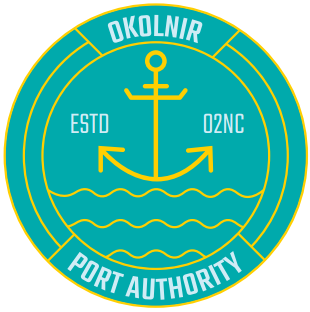 OKOLNIR
ESTD 02NC
PORT AUTHORITY